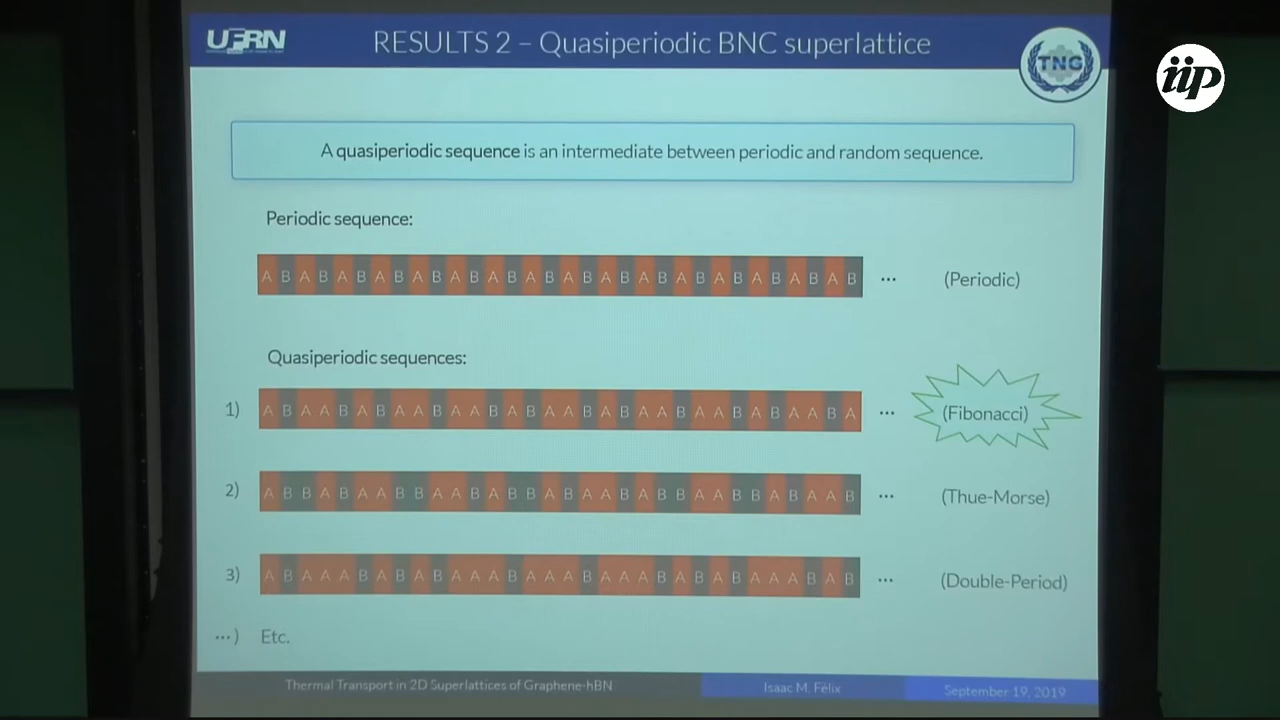 UFRN
RESULTS 2 – Quasiperiodic BNC superlattice
TNG
iip
A quasiperiodic sequence is an intermediate between periodic and random sequence.
Periodic sequence:
A B A B A B A B A B A B A B A B A B A B A B A B A B A B A B A B ... (Periodic)
Quasiperiodic sequences:
1) A B A A B A B A A B A A B A B A A B A B A A B A A B A B A A B A ... (Fibonacci)
2) A B B A B A A B B A A B A B B A B A A B A B B A A B B A B A A B ... (Thue-Morse)
3) A B A A A B A B A B A A A B A A A B A A A B A B A B A A A B A B ... (Double-Period)
...) Etc.
Thermal Transport in 2D Superlattices of Graphene-hBN
Isaac M. Félix
September 19, 2019